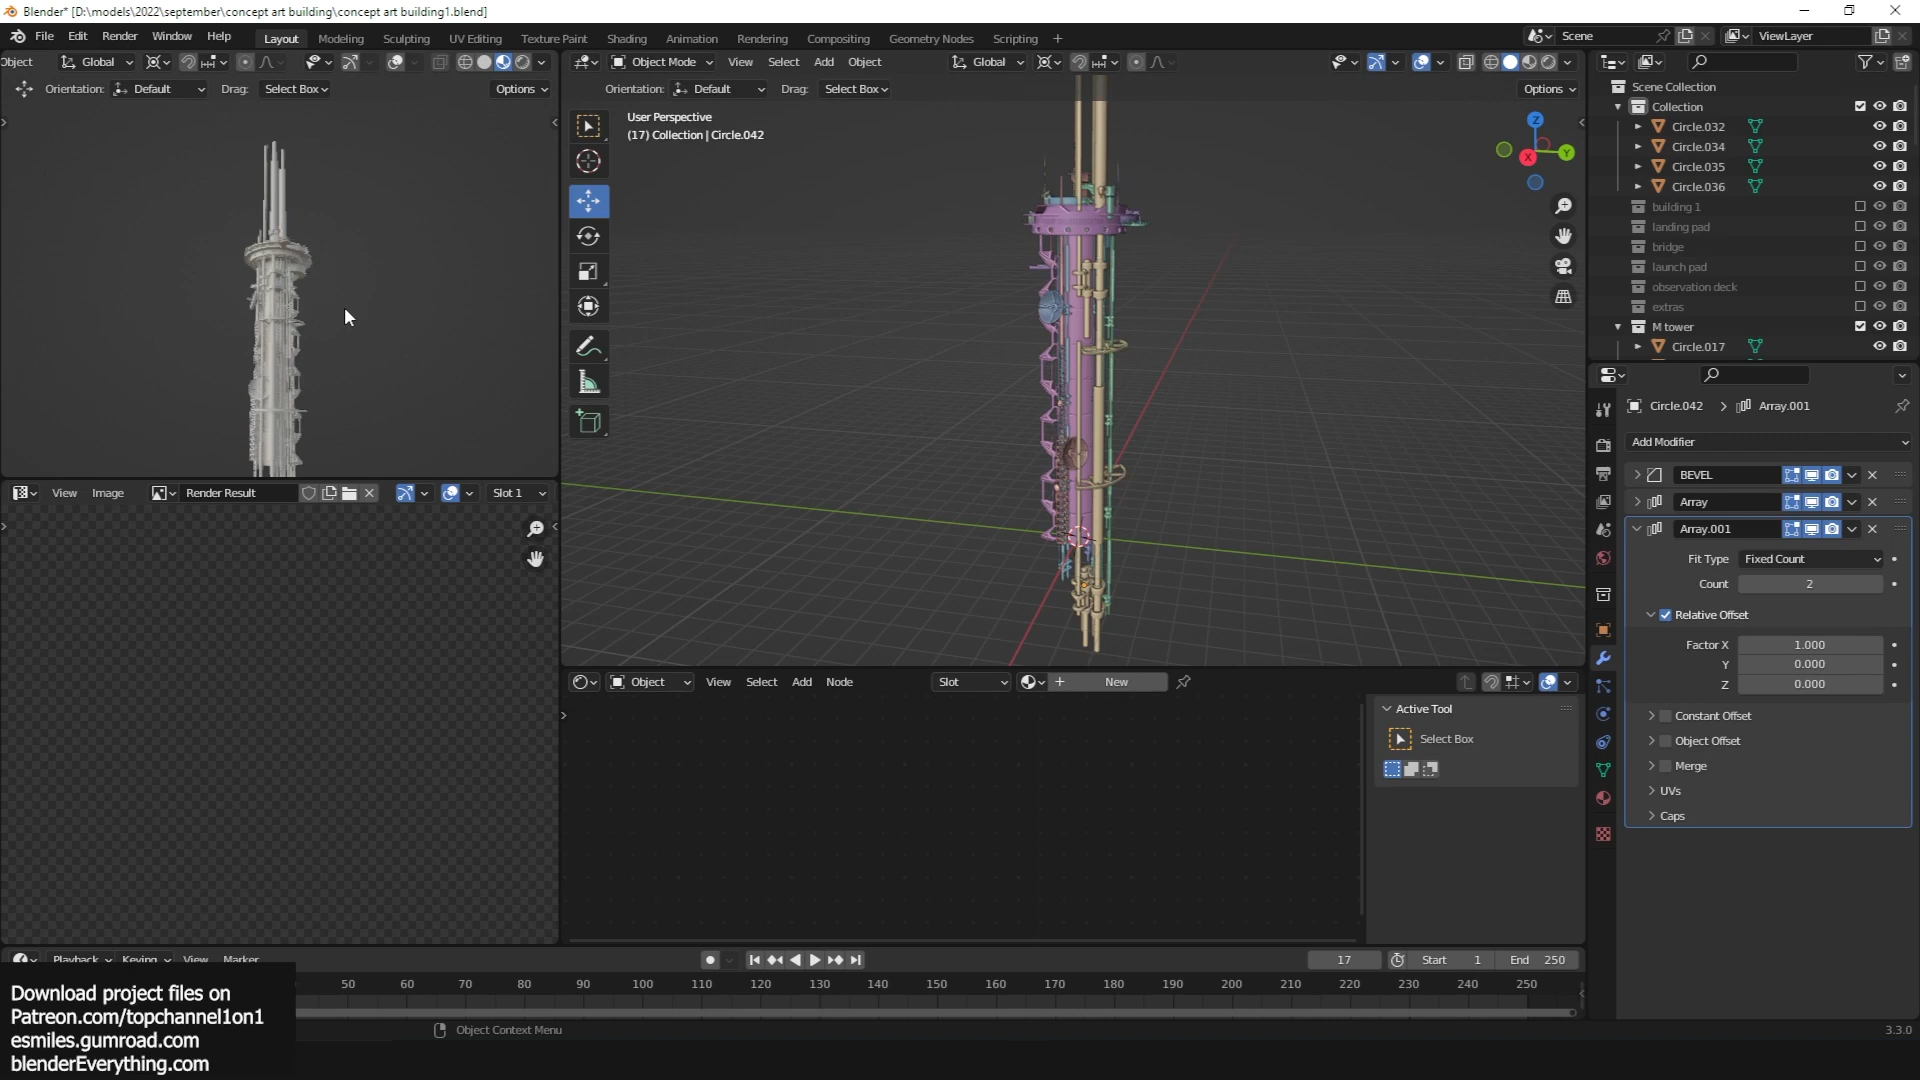 Blender* [D:\models\2022\september\concept art building\concept art building1.blend]
File Edit Render Window Help Layout Modeling Sculpting UV Editing Texture Paint Shading Animation Rendering Compositing Geometry Nodes Scripting + Scene ViewLayer
Object Global
Orientation: Default Drag: Select Box Options
Object Mode View Select Add Object Global
Orientation: Default Drag: Select Box Options
User Perspective
(17) Collection | Circle.042
Z
Y
X
Scene Collection
Collection
Circle.032
Circle.034
Circle.035
Circle.036
building 1
landing pad
bridge
launch pad
observation deck
extras
M tower
Circle.017
Circle.042 > Array.001
Add Modifier
BEVEL
Array
Array.001
Fit Type Fixed Count
Count 2
Relative Offset
Factor X 1.000
Y 0.000
Z 0.000
Constant Offset
Object Offset
Merge
UVs
Caps
View Image Render Result Slot 1
Object View Select Add Node Slot New
Active Tool
Select Box
Playback Keying View Marker 17 Start 1 End 250
50 60 70 80 90 100 110 120 130 140 150 160 170 180 190 200 210 220 230 240 250
Object Context Menu
3.3.0
Download project files on
Patreon.com/topchannel1on1
esmiles.gumroad.com
blenderEverything.com